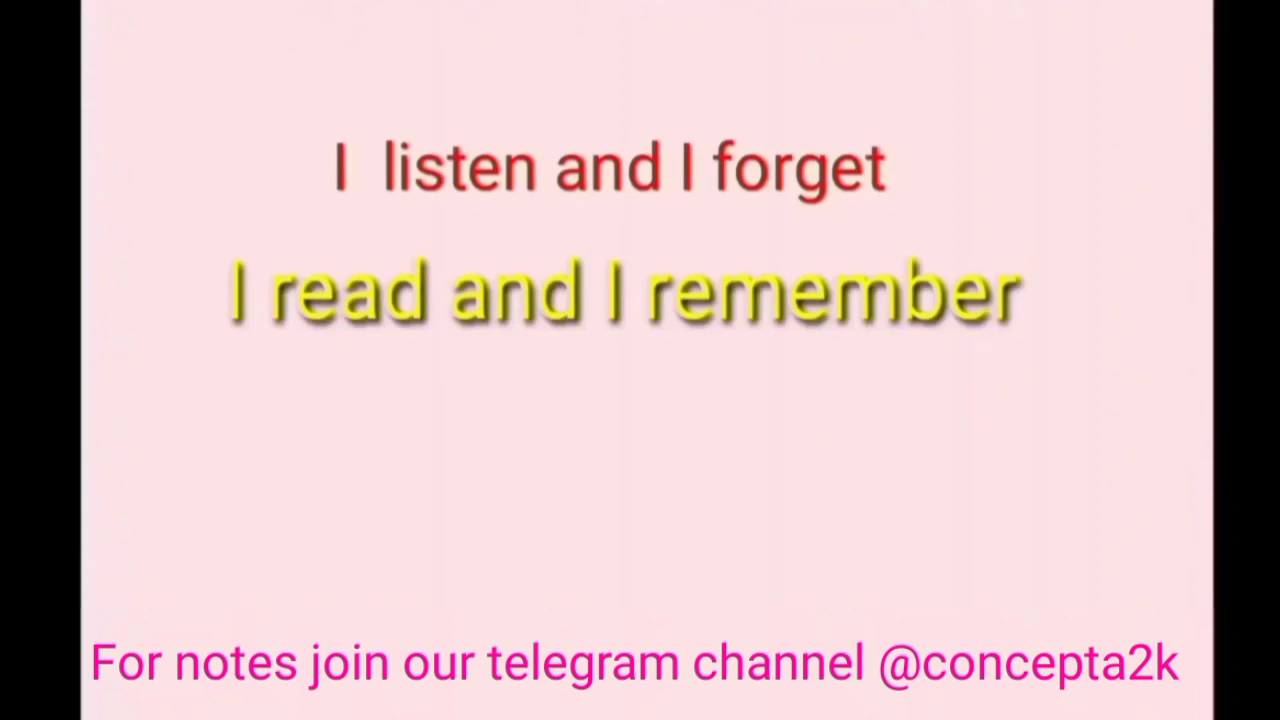 I listen and I forget
I read and I remember
For notes join our telegram channel @concepta2k